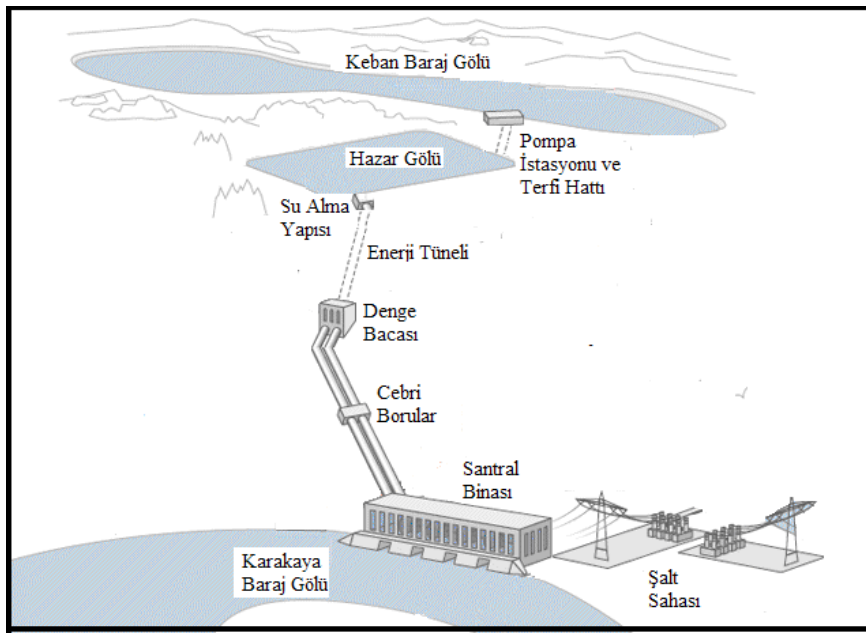 Keban Baraj Gölü
Pompa
İstasyonu ve
Terfi Hattı
Hazar Gölü
Su Alma
Yapısı
Enerji Tüneli
Denge
Bacası
Cebri
Borular
Santral
Binası
Karakaya
Baraj Gölü
Şalt
Sahası